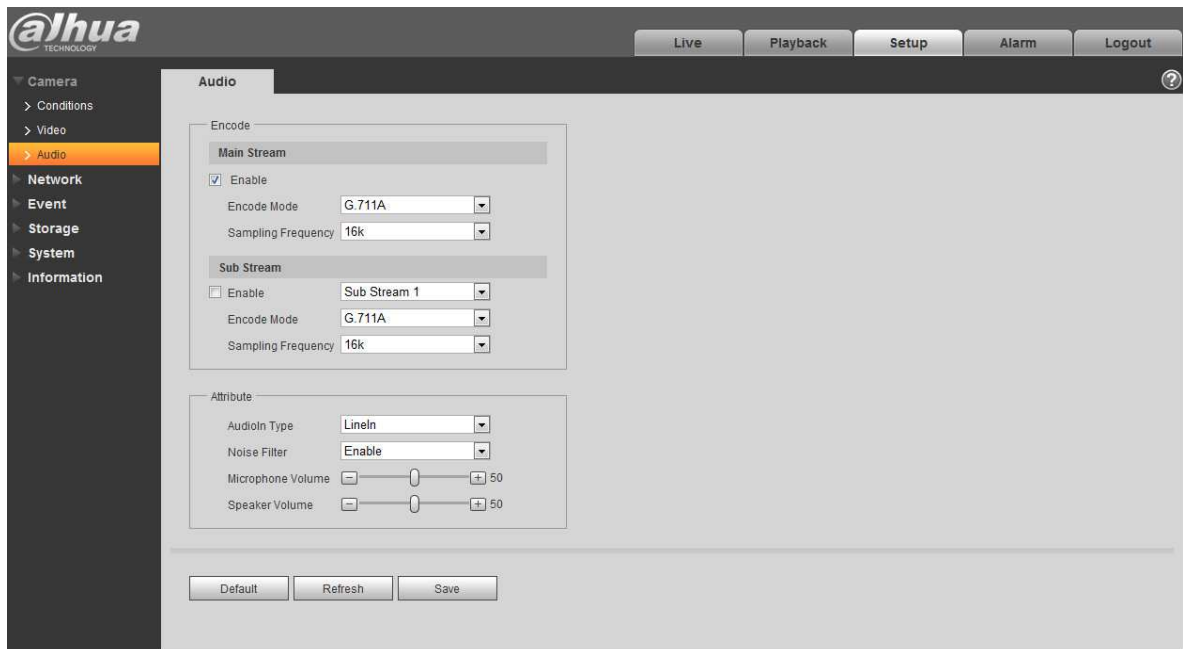 alhua
TECHNOLOGY
Live
Playback
Setup
Alarm
Logout
Camera
Conditions
Video
Audio
Network
Event
Storage
System
Information
Audio
?
Encode
Main Stream
Enable
Encode Mode G.711A
Sampling Frequency 16k
Sub Stream
Enable Sub Stream 1
Encode Mode G.711A
Sampling Frequency 16k
Attribute
AudioIn Type LineIn
Noise Filter Enable
Microphone Volume - + 50
Speaker Volume - + 50
Default
Refresh
Save